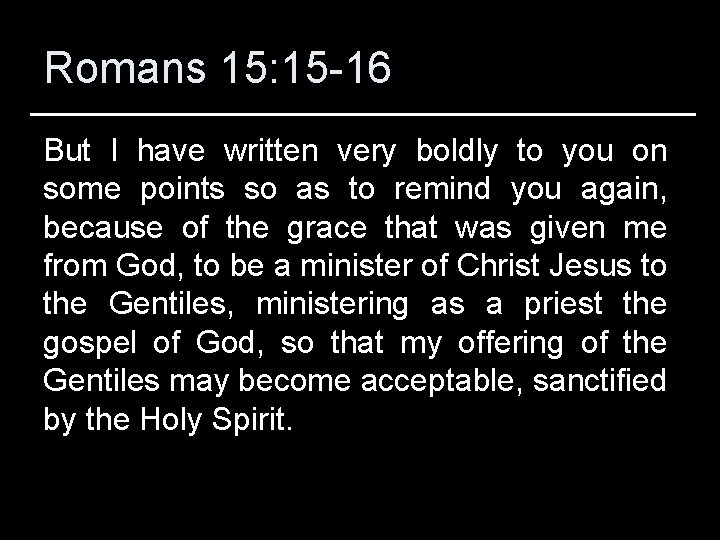 Romans 15: 15 -16
But I have written very boldly to you on
some points so as to remind you again,
because of the grace that was given me
from God, to be a minister of Christ Jesus to
the Gentiles, ministering as a priest the
gospel of God, so that my offering of the
Gentiles may become acceptable, sanctified
by the Holy Spirit.